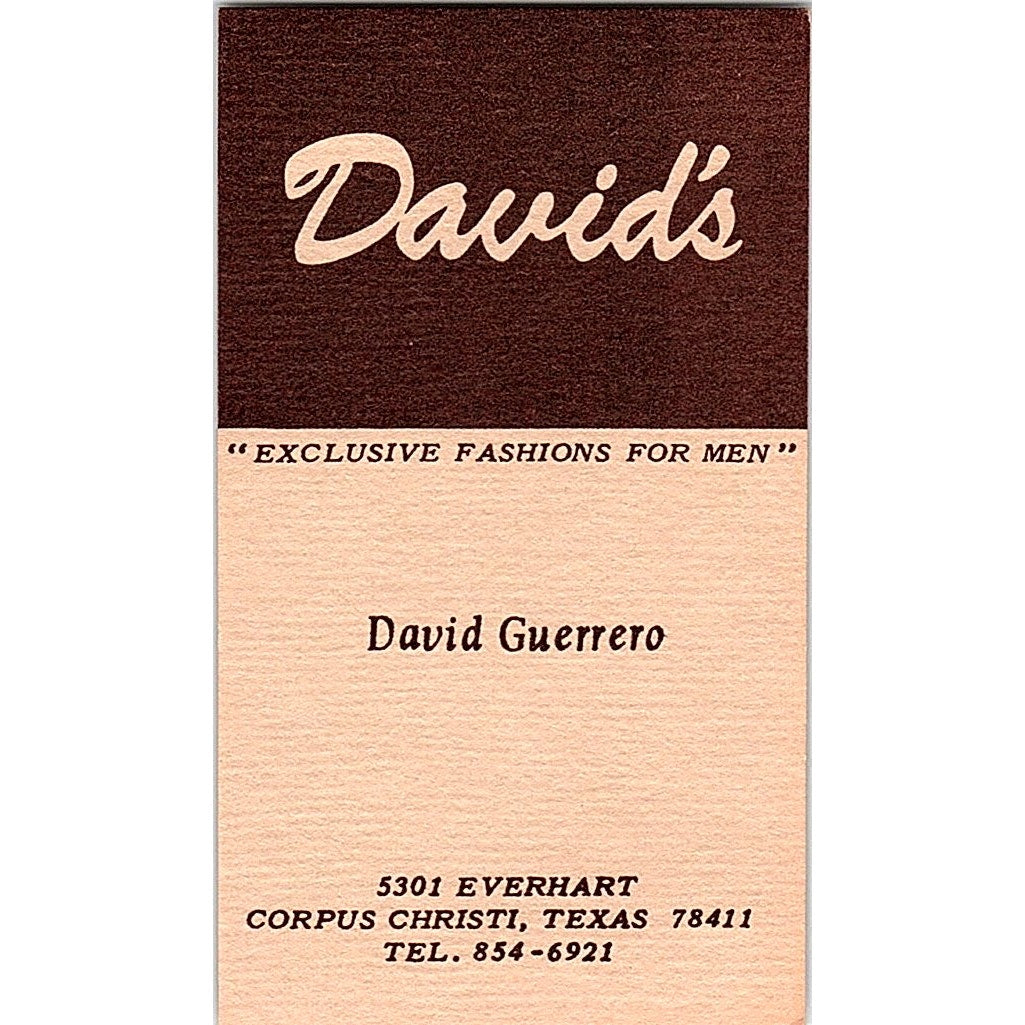 David's
"EXCLUSIVE FASHIONS FOR MEN"
David Guerrero
5301 EVERHART
CORPUS CHRISTI, TEXAS 78411
TEL. 854-6921